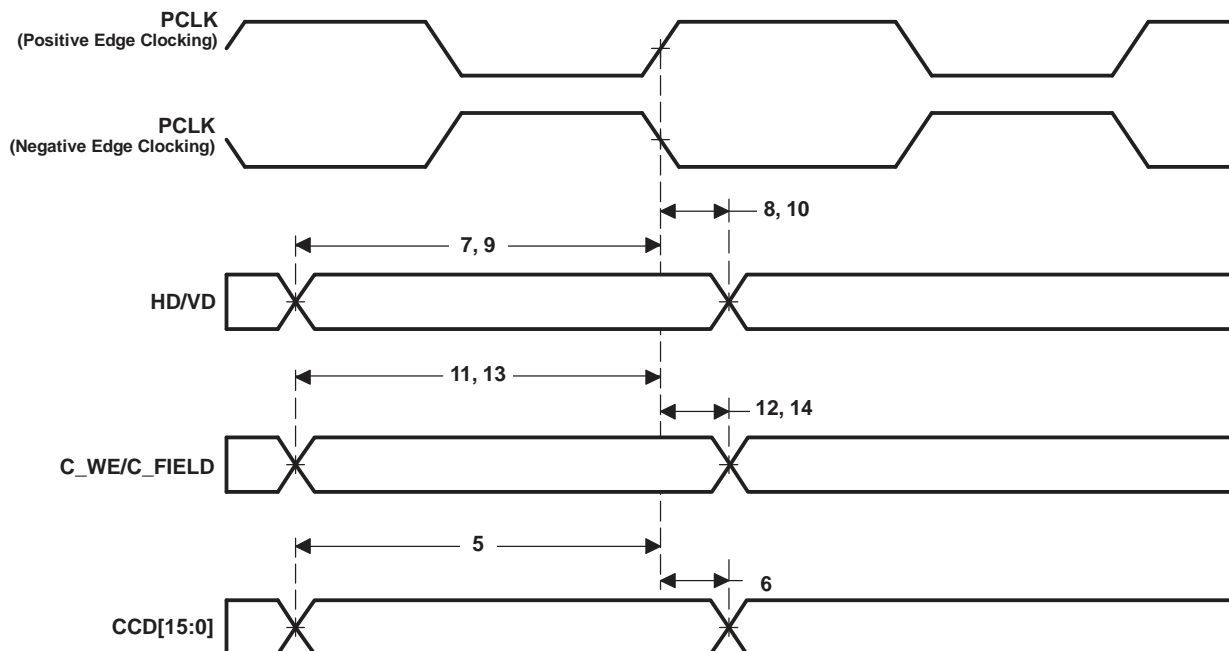 PCLK
(Positive Edge Clocking)
PCLK
(Negative Edge Clocking)
8, 10
7, 9
HD/VD
11, 13
12, 14
C_WE/C_FIELD
5
6
CCD[15:0]